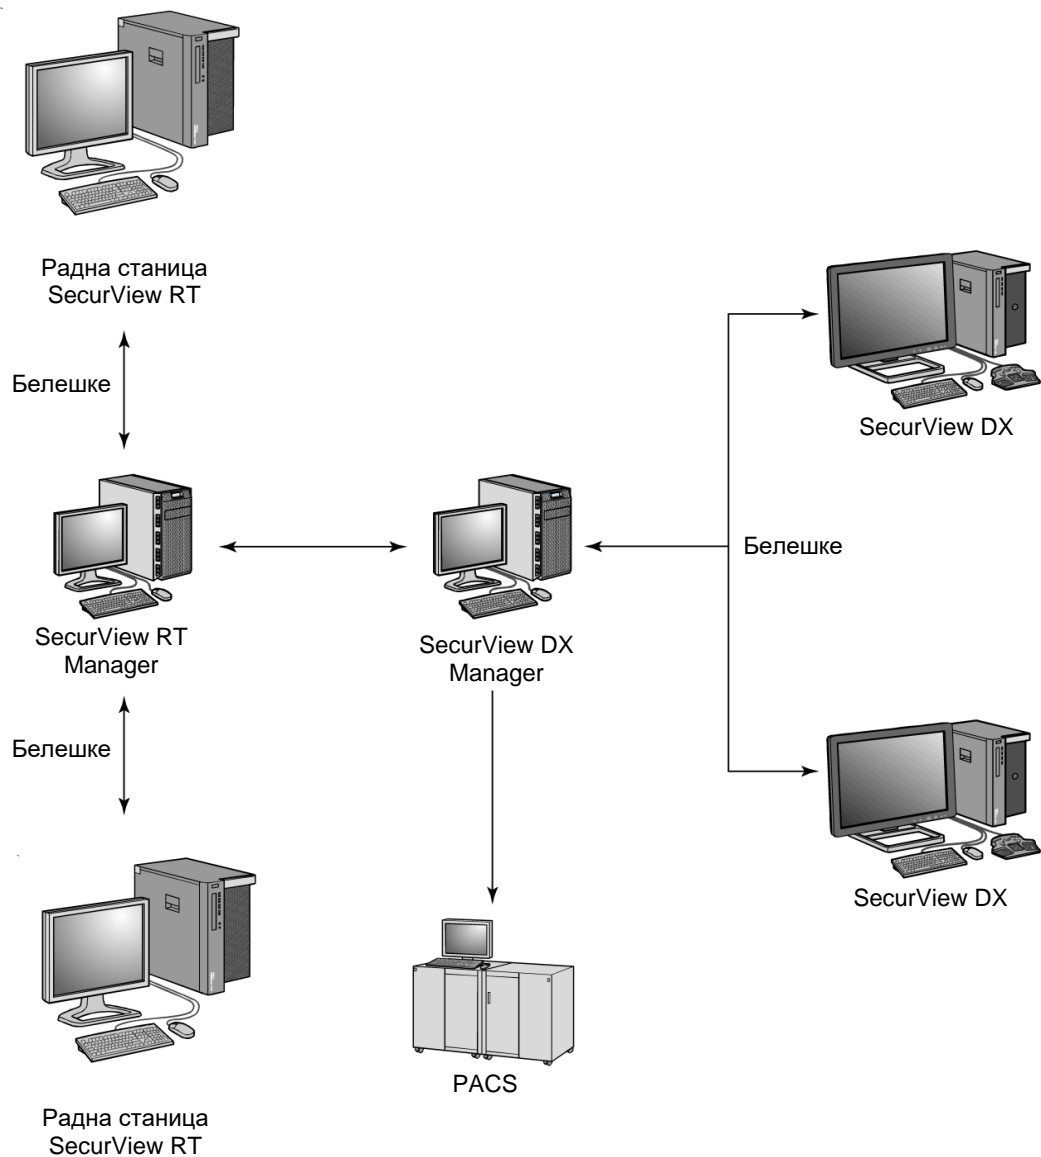 Радна станица
SecurView RT
Белешке
SecurView RT
Manager
Белешке
Радна станица
SecurView RT
SecurView DX
Manager
PACS
SecurView DX
Белешке
SecurView DX